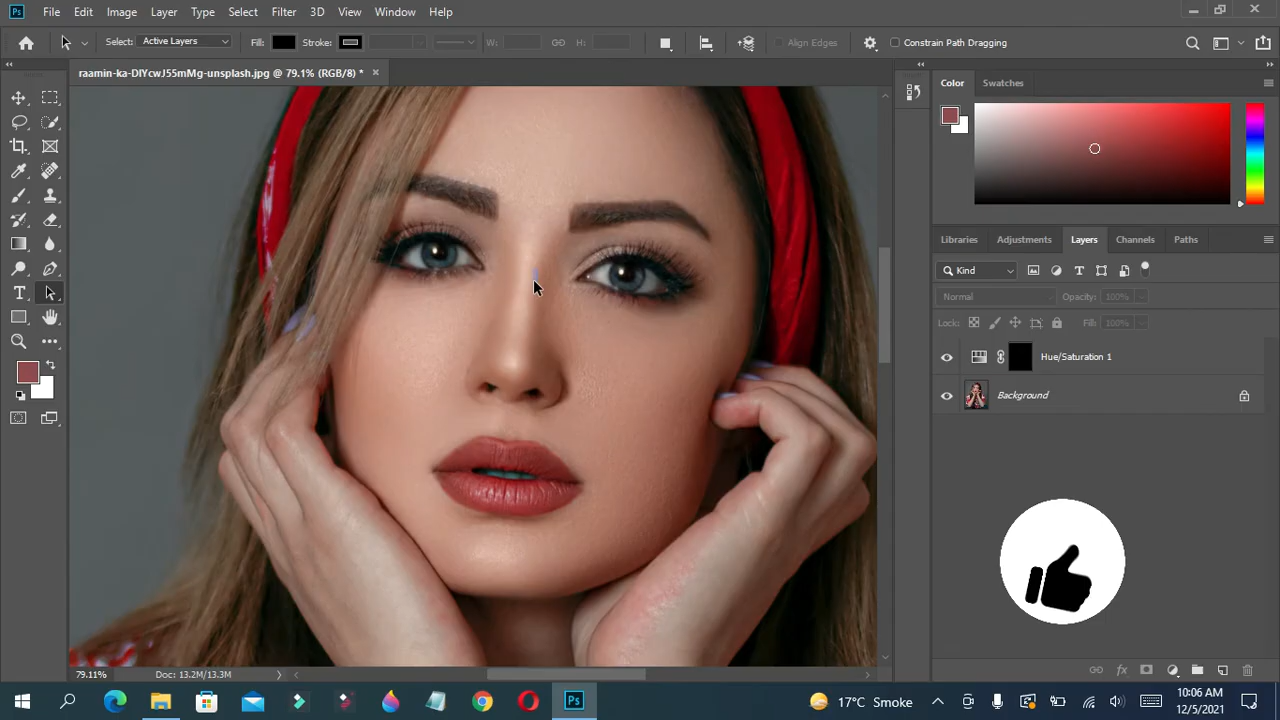 Ps File Edit Image Layer Type Select Filter 3D View Window Help
Select: Active Layers Fill: Stroke: W: H: Align Edges Constrain Path Dragging
raamin-ka-DIYcwJ55mMg-unsplash.jpg @ 79.1% (RGB/8) *
Color Swatches
Libraries Adjustments Layers Channels Paths
Kind
Normal Opacity: 100%
Lock: Fill: 100%
Hue/Saturation 1
Background
79.11% Doc: 13.2M/13.3M
Ps 17°C Smoke 10:06 AM
12/5/2021